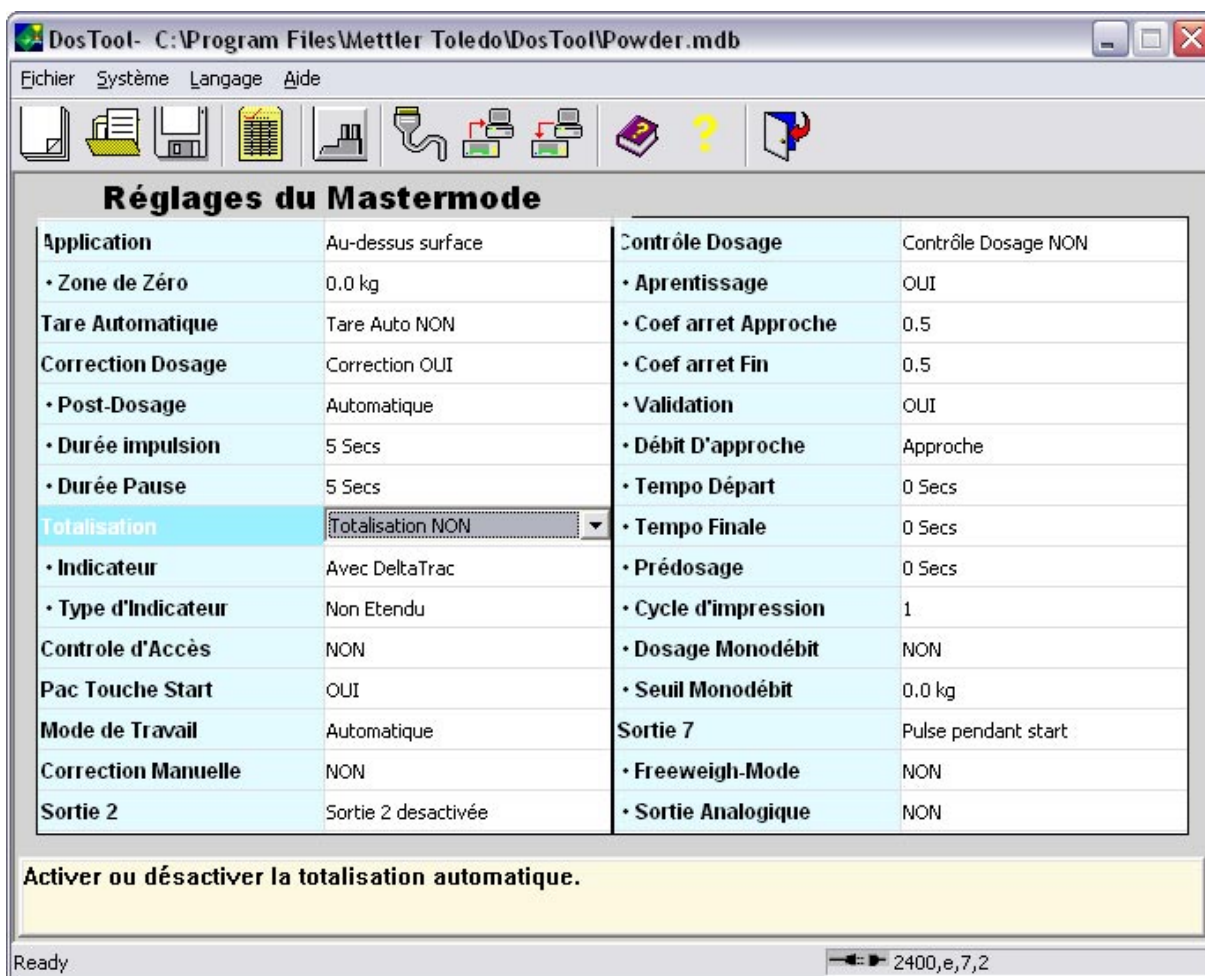 DosTool- C:\Program Files\Mettler Toledo\DosTool\Powder.mdb
Fichier Système Langage Aide
Réglages du Mastermode
Application Au-dessus surface Contrôle Dosage Contrôle Dosage NON
• Zone de Zéro 0.0 kg • Aprentissage OUI
Tare Automatique Tare Auto NON • Coef arret Approche 0.5
Correction Dosage Correction OUI • Coef arret Fin 0.5
• Post-Dosage Automatique • Validation OUI
• Durée impulsion 5 Secs • Débit D'approche Approche
• Durée Pause 5 Secs • Tempo Départ 0 Secs
Totalisation Totalisation NON • Tempo Finale 0 Secs
• Indicateur Avec DeltaTrac • Prédosage 0 Secs
• Type d'Indicateur Non Etendu • Cycle d'impression 1
Controle d'Accès NON • Dosage Monodébit NON
Pac Touche Start OUI • Seuil Monodébit 0.0 kg
Mode de Travail Automatique Sortie 7 Pulse pendant start
Correction Manuelle NON • Freeweigh-Mode NON
Sortie 2 Sortie 2 desactivée • Sortie Analogique NON
Activer ou désactiver la totalisation automatique.
Ready 2400,e,7,2